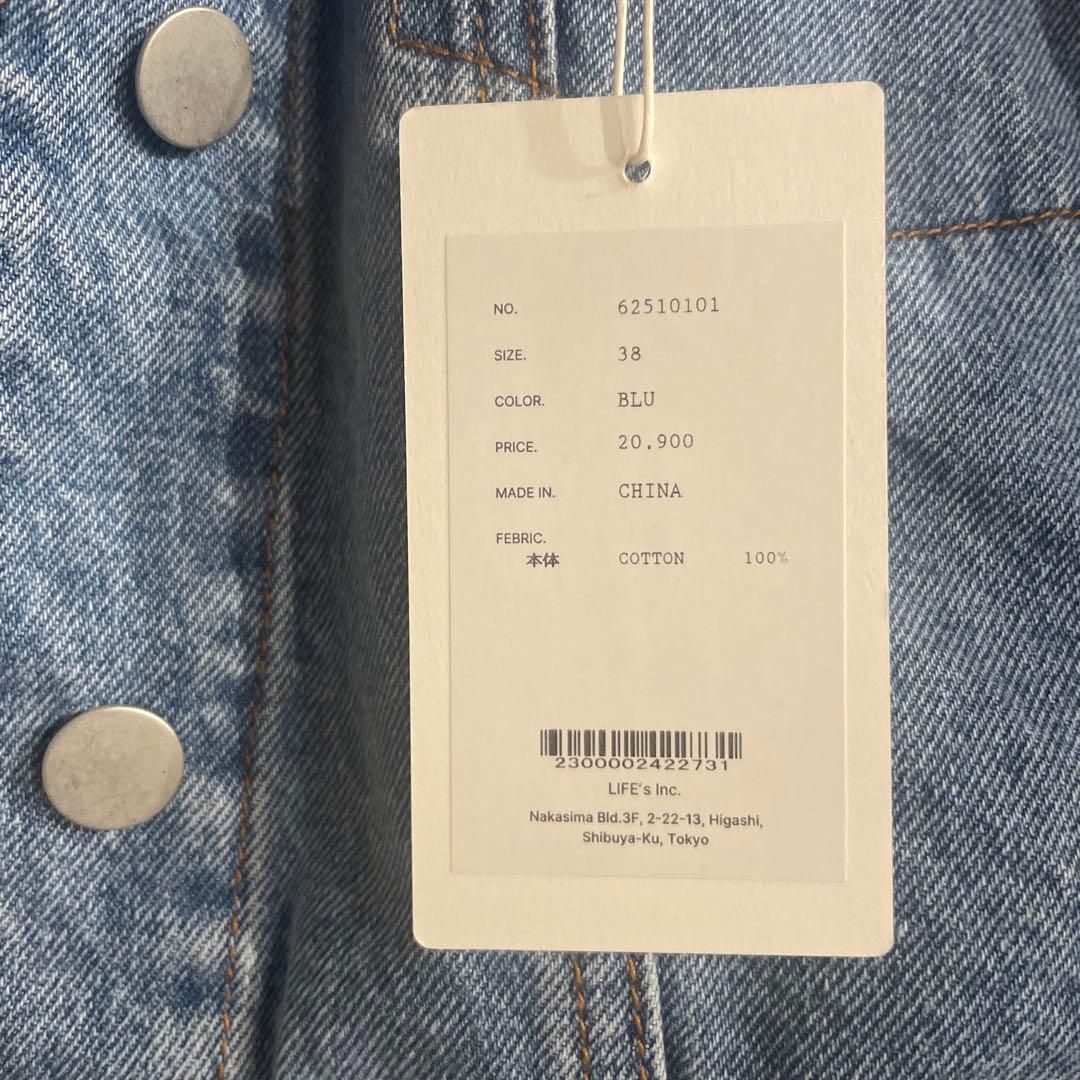 NO. 62510101
SIZE. 38
COLOR. BLU
PRICE. 20,900
MADE IN. CHINA
FEBRIC.
本体 COTTON 100%
2300002422731
LIFE's Inc.
Nakasima Bld.3F, 2-22-13, Higashi,
Shibuya-Ku, Tokyo